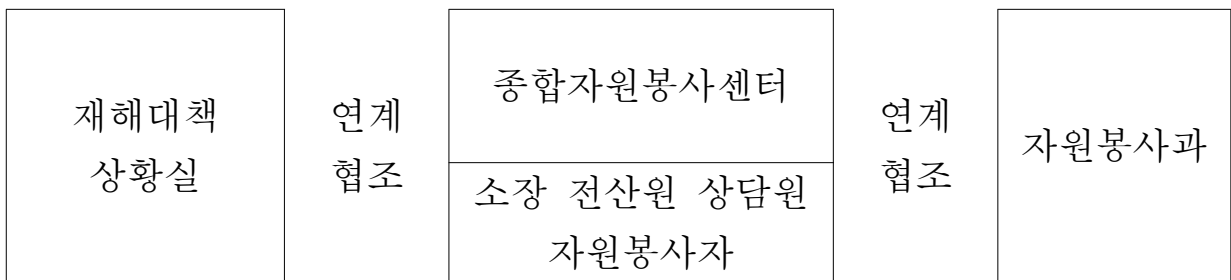 재해대책
상황실
연계
협조
종합자원봉사센터
소장 전산원 상담원
자원봉사자
연계
협조
자원봉사과